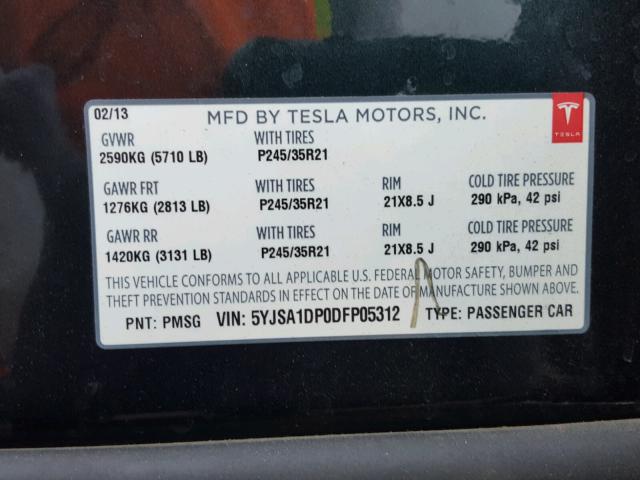 02/13 MFD BY TESLA MOTORS, INC.
TESLA
GVWR WITH TIRES
2590KG (5710 LB) P245/35R21
GAWR FRT WITH TIRES RIM COLD TIRE PRESSURE
1276KG (2813 LB) P245/35R21 21X8.5 J 290 kPa, 42 psi
GAWR RR WITH TIRES RIM COLD TIRE PRESSURE
1420KG (3131 LB) P245/35R21 21X8.5 J 290 kPa, 42 psi
THIS VEHICLE CONFORMS TO ALL APPLICABLE U.S. FEDERAL MOTOR SAFETY, BUMPER AND
THEFT PREVENTION STANDARDS IN EFFECT ON THE DATE OF MANUFACTURE SHOWN ABOVE.
PNT: PMSG VIN: 5YJSA1DP0DFP05312 TYPE: PASSENGER CAR